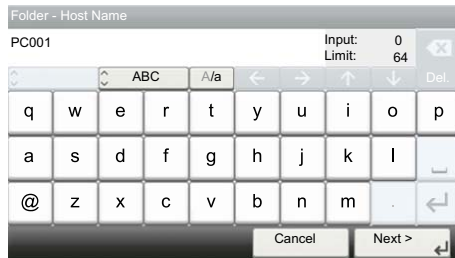 Folder - Host Name
PC001
Input: 0
Limit: 64
ABC A/a Del.
q w e r t y u i o p
a s d f g h j k l
@ z x c v b n m .
Cancel Next >